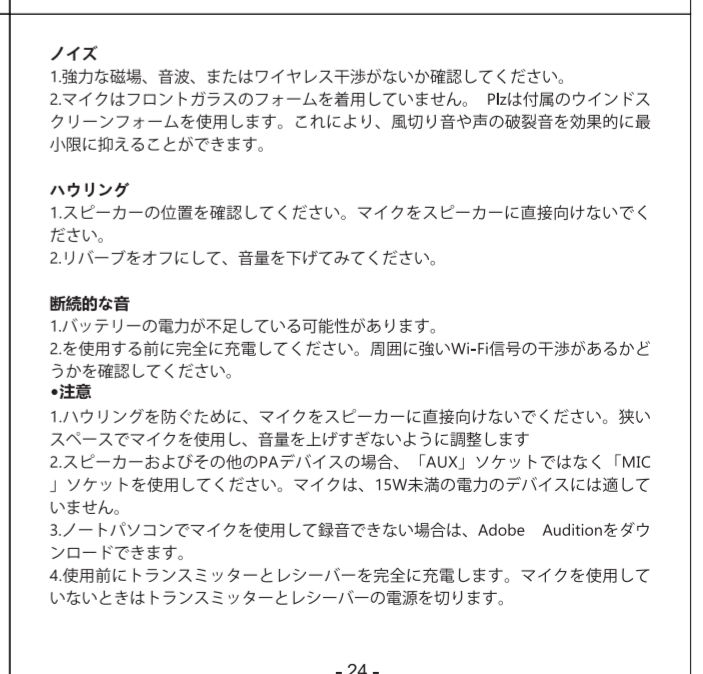 ノイズ
1.強力な磁場、音波、またはワイヤレス干渉がないか確認してください。
2.マイクはフロントガラスのフォームを着用していません。 Plzは付属のウインドス
クリーンフォームを使用します。これにより、風切り音や声の破裂音を効果的に最
小限に抑えることができます。
ハウリング
1.スピーカーの位置を確認してください。マイクをスピーカーに直接向けないでく
ださい。
2.リバーブをオフにして、音量を下げてみてください。
断続的な音
1.バッテリーの電力が不足している可能性があります。
2.を使用する前に完全に充電してください。周囲に強いWi-Fi信号の干渉があるかど
うかを確認してください。
•注意
1.ハウリングを防ぐために、マイクをスピーカーに直接向けないでください。狭い
スペースでマイクを使用し、音量を上げすぎないように調整します
2.スピーカーおよびその他のPAデバイスの場合、「AUX」ソケットではなく「MIC
」ソケットを使用してください。マイクは、15W未満の電力のデバイスには適して
いません。
3.ノートパソコンでマイクを使用して録音できない場合は、Adobe Auditionをダウ
ンロードできます。
4.使用前にトランスミッターとレシーバーを完全に充電します。マイクを使用して
いないときはトランスミッターとレシーバーの電源を切ります。
- 24 -